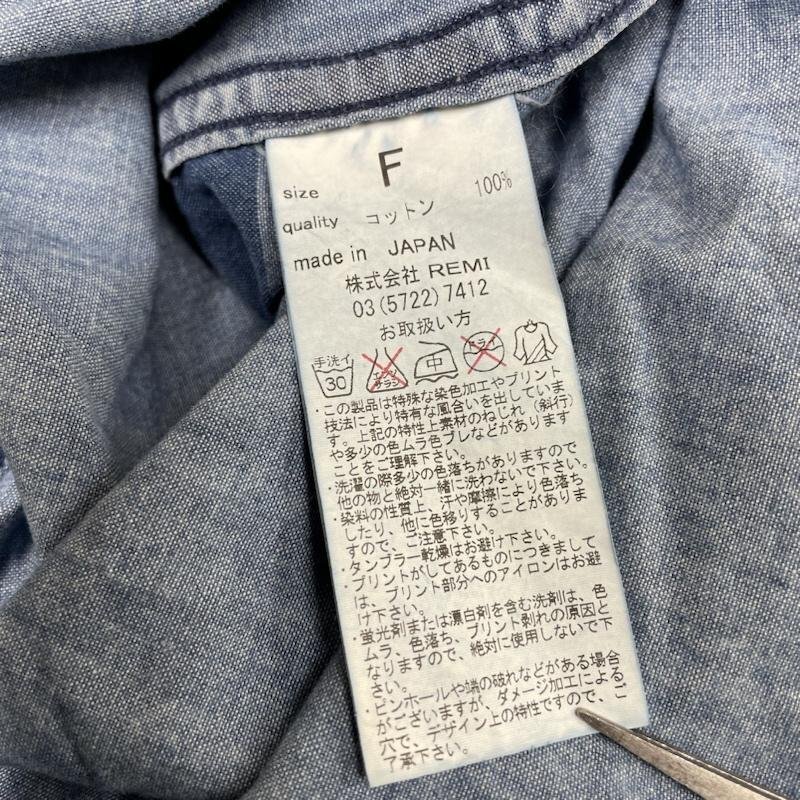 F
size
quality コットン 100%
made in JAPAN
株式会社 REMI
03(5722)7412
お取扱い方
手洗イ
30
エンソ
サラシ
中
ドライ
・この製品は特殊な染色加工やプリント
技法により特有な風合いを出していま
す。上記の特性上素材のねじれ（斜行）
や多少の色ムラ色ブレなどがあります
ことをご理解下さい。
・洗濯の際多少の色落ちがありますので
他の物と絶対一緒に洗わないで下さい。
・染料の性質上、汗や摩擦により色落ち
したり、他に色移りすることがありま
すので、ご注意下さい。
・タンブラー乾燥はお避け下さい。
・プリントがしてあるものにつきまして
は、プリント部分へのアイロンはお避
け下さい。
・蛍光剤または漂白剤を含む洗剤は、色
ムラ、色落ち、プリント剥れの原因と
なりますので、絶対に使用しないで下
さい。
・ピンホールや端の破れなどがある場合
がございますが、ダメージ加工による
穴で、デザイン上の特性ですので、ご
了承下さい。